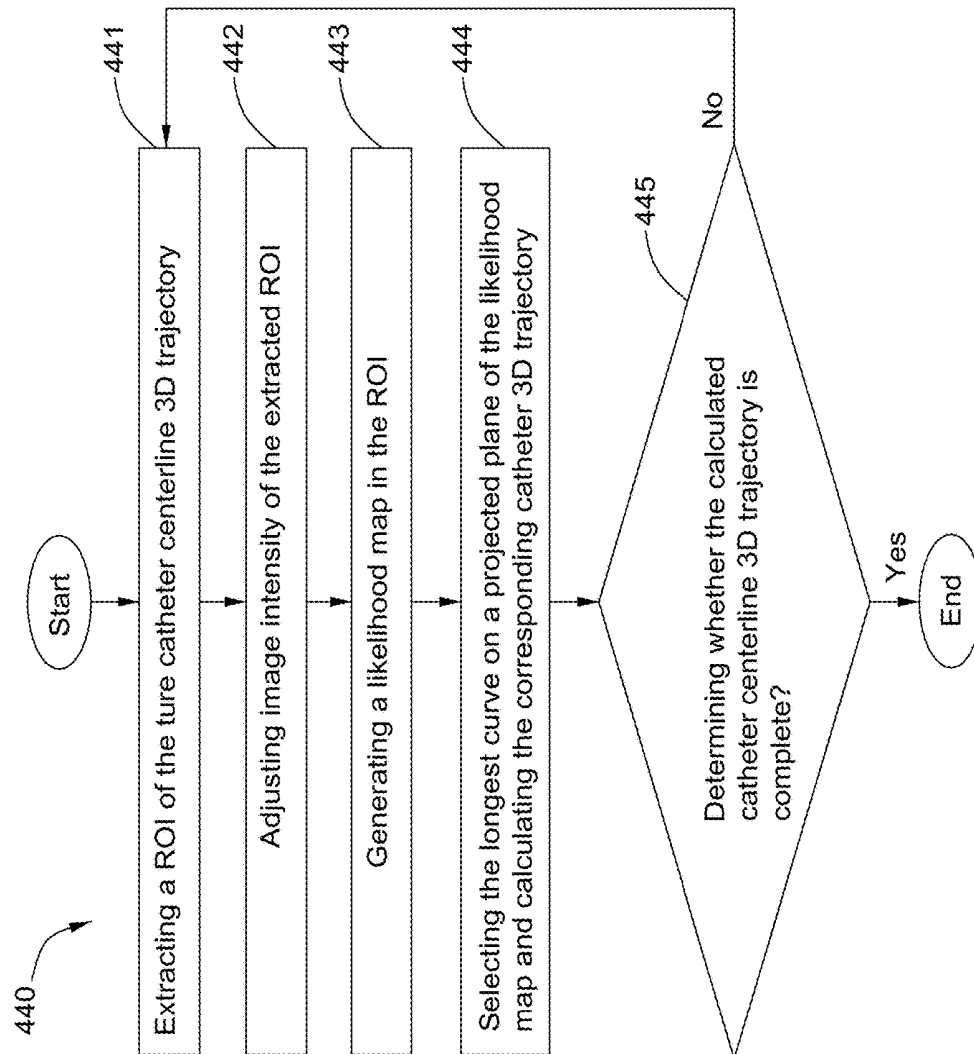 440
Start
441
Extracting a ROI of the ture catheter centerline 3D trajectory
442
Adjusting image intensity of the extracted ROI
443
Generating a likelihood map in the ROI
444
Selecting the longest curve on a projected plane of the likelihood
map and calculating the corresponding catheter 3D trajectory
445
Determining whether the calculated
catheter centerline 3D trajectory is
complete?
No
Yes
End